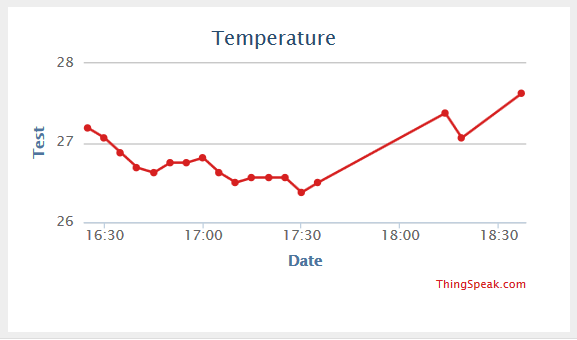 Temperature
28
27
26
Test
16:30 17:00 17:30 18:00 18:30
Date
ThingSpeak.com